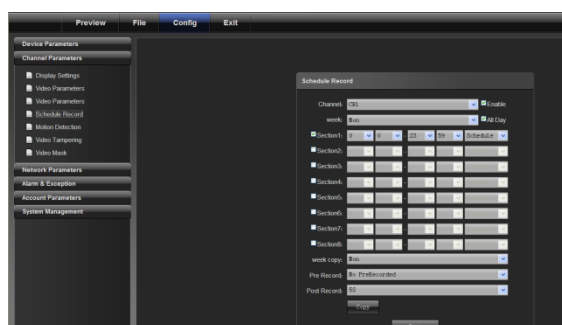 Preview File Config Exit
Device Parameters
Channel Parameters
Display Settings
Video Parameters
Video Parameters
Schedule Record
Motion Detection
Video Tampering
Video Mask
Network Parameters
Alarm & Exception
Account Parameters
System Management
Schedule Record
Channel: CH1 Enable
week: Mon All Day
Section1: 0 0 - 23 59 Schedule
Section2: -
Section3: -
Section4: -
Section5: -
Section6: -
Section7: -
Section8: -
week copy: Mon
Pre Record: No PreRecorded
Post Record: 5S
Copy